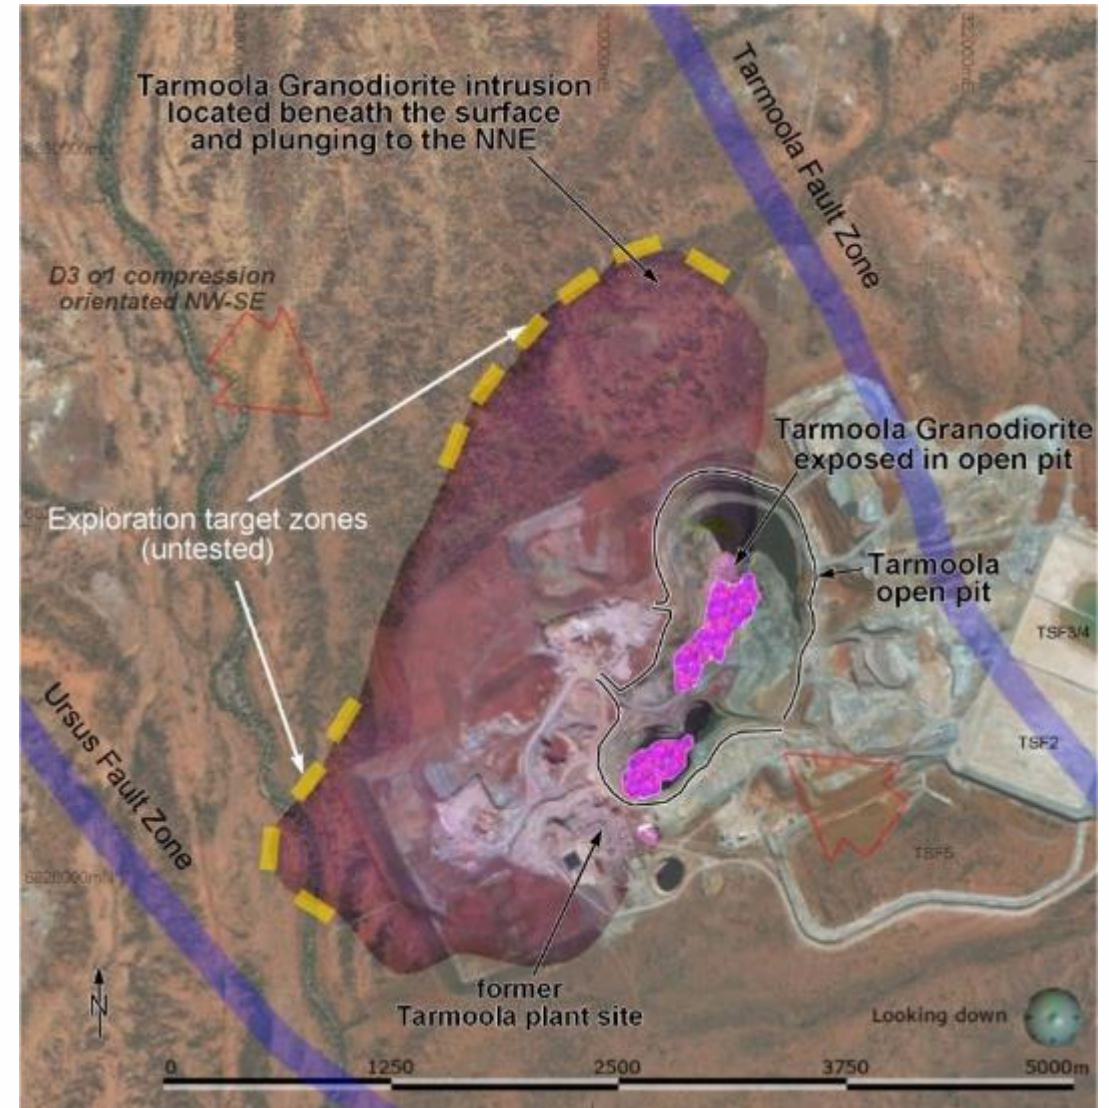 Tarmoola Granodiorite intrusion
located beneath the surface
and plunging to the NNE
Tarmoola Fault Zone
D3 σ1 compression
orientated NW-SE
Tarmoola Granodiorite
exposed in open pit
Exploration target zones
(untested)
Tarmoola
open pit
TSF3/4
Ursus Fault Zone
TSF2
TSF5
6828000mN
former
Tarmoola plant site
N
Looking down
0 1250 2500 3750 5000m